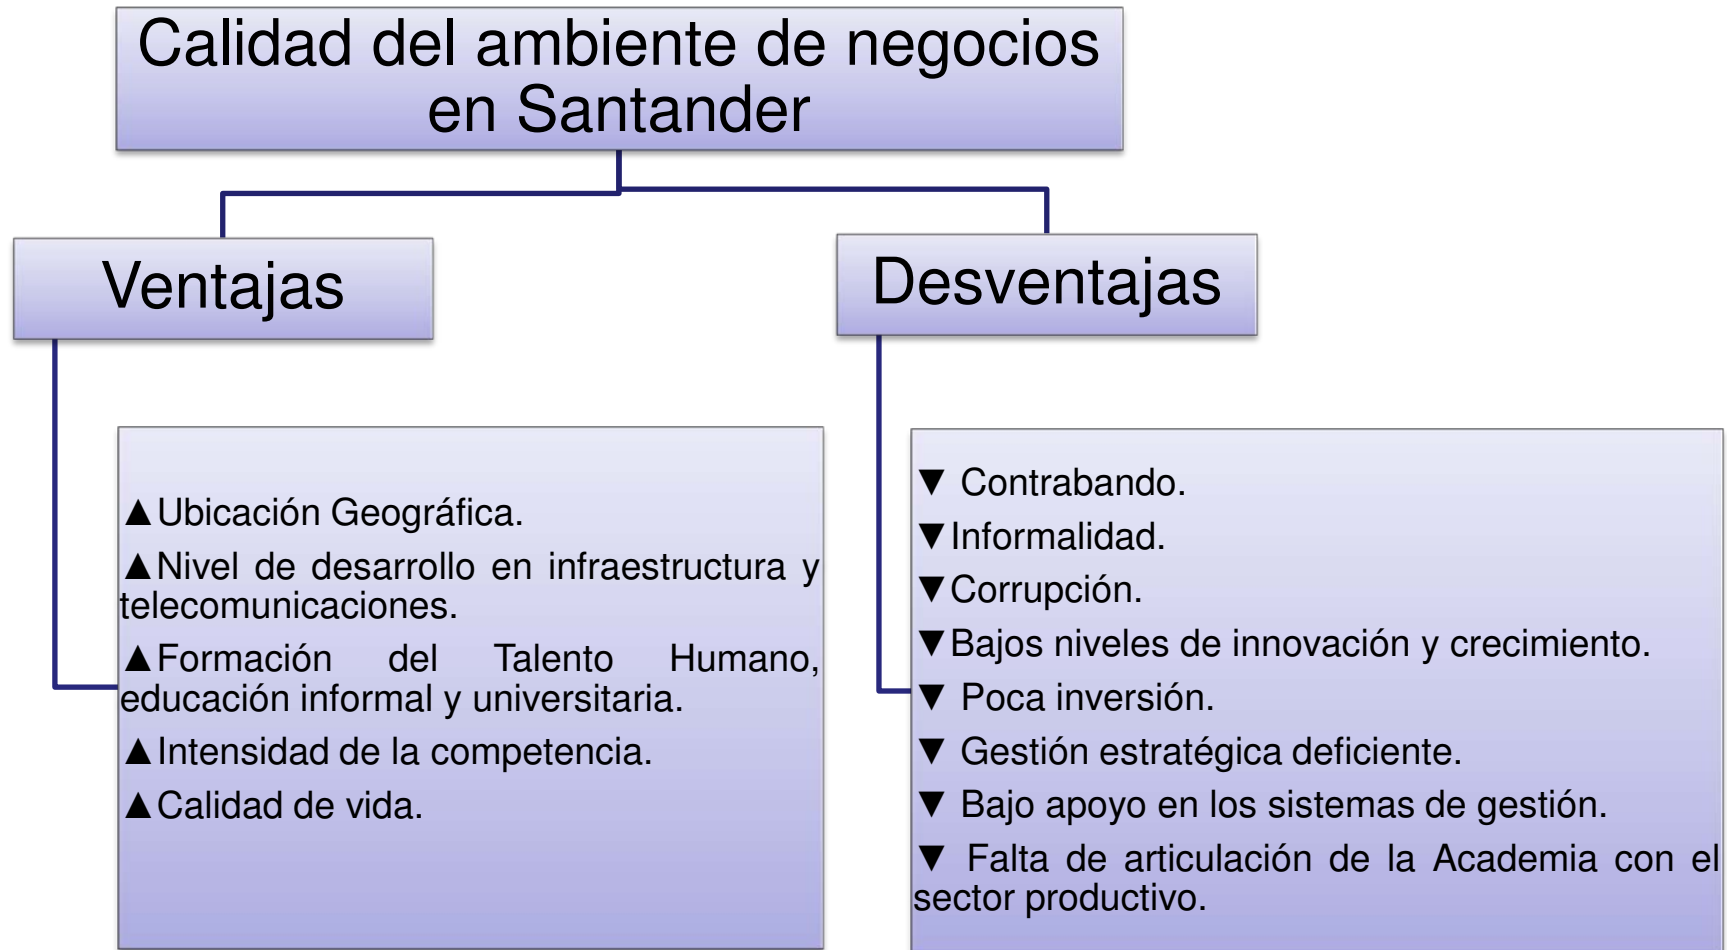 Calidad del ambiente de negocios
en Santander
Ventajas
▲Ubicación Geográfica.
▲Nivel de desarrollo en infraestructura y
telecomunicaciones.
▲Formación del Talento Humano,
educación informal y universitaria.
▲Intensidad de la competencia.
▲Calidad de vida.
Desventajas
▼ Contrabando.
▼Informalidad.
▼Corrupción.
▼Bajos niveles de innovación y crecimiento.
▼ Poca inversión.
▼ Gestión estratégica deficiente.
▼ Bajo apoyo en los sistemas de gestión.
▼ Falta de articulación de la Academia con el
sector productivo.